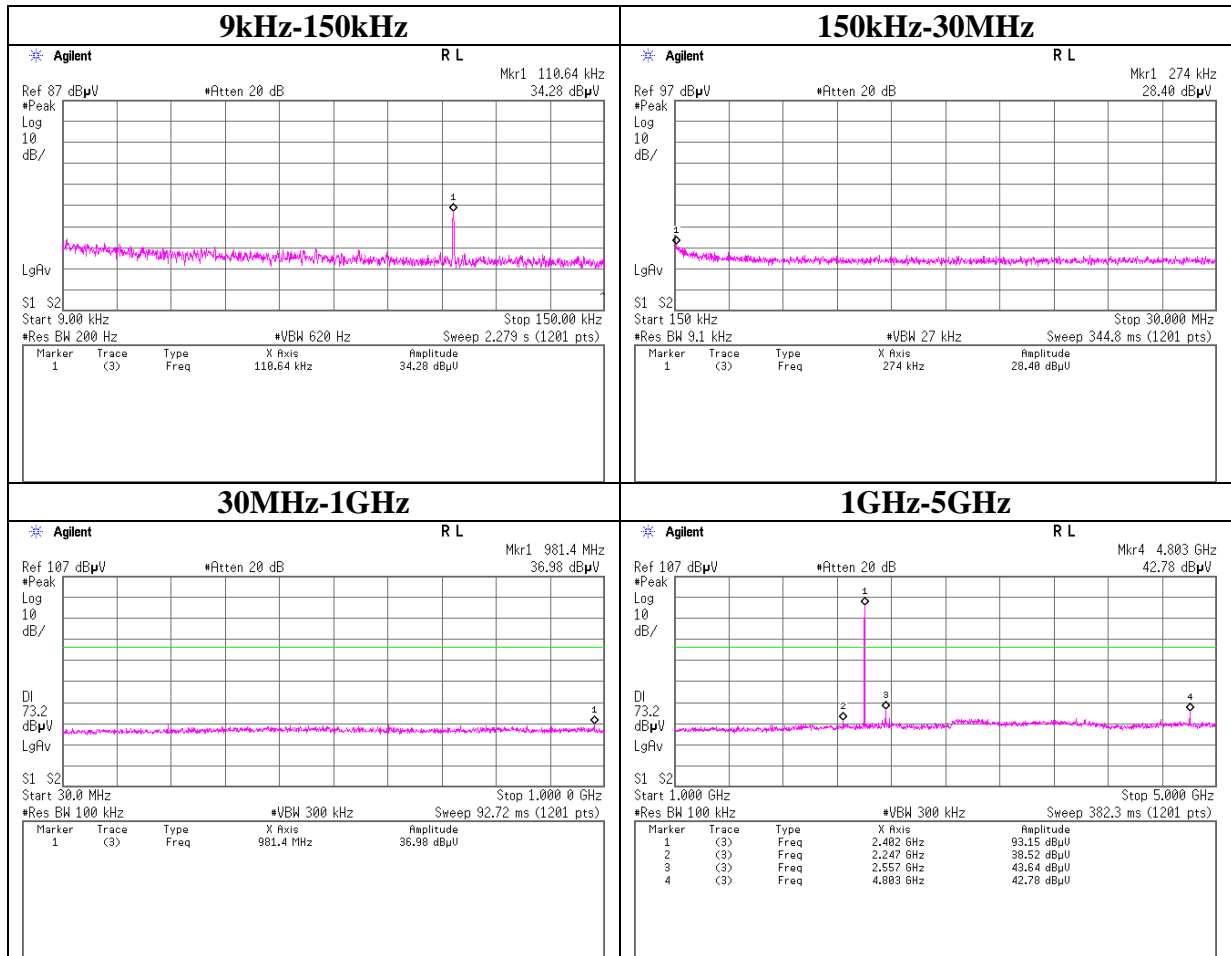 9kHz-150kHz
Agilent R L
Mkr1 110.64 kHz
Ref 87 dBµV #Atten 20 dB 34.28 dBµV
#Peak
Log
10
dB/
1
LgAv
S1 S2
Start 9.00 kHz Stop 150.00 kHz
#Res BW 200 Hz #VBW 620 Hz Sweep 2.279 s (1201 pts)
Marker Trace Type X Axis Amplitude
1 (3) Freq 110.64 kHz 34.28 dBµV
150kHz-30MHz
Agilent R L
Mkr1 274 kHz
Ref 97 dBµV #Atten 20 dB 28.40 dBµV
#Peak
Log
10
dB/
1
LgAv
S1 S2
Start 150 kHz Stop 30.000 MHz
#Res BW 9.1 kHz #VBW 27 kHz Sweep 344.8 ms (1201 pts)
Marker Trace Type X Axis Amplitude
1 (3) Freq 274 kHz 28.40 dBµV
30MHz-1GHz
Agilent R L
Mkr1 981.4 MHz
Ref 107 dBµV #Atten 20 dB 36.98 dBµV
#Peak
Log
10
dB/
DI
73.2
dBµV
1
LgAv
S1 S2
Start 30.0 MHz Stop 1.000 0 GHz
#Res BW 100 kHz #VBW 300 kHz Sweep 92.72 ms (1201 pts)
Marker Trace Type X Axis Amplitude
1 (3) Freq 981.4 MHz 36.98 dBµV
1GHz-5GHz
Agilent R L
Mkr4 4.803 GHz
Ref 107 dBµV #Atten 20 dB 42.78 dBµV
#Peak
Log
10
dB/
1
DI
73.2
dBµV
2 3 4
LgAv
S1 S2
Start 1.000 GHz Stop 5.000 GHz
#Res BW 100 kHz #VBW 300 kHz Sweep 382.3 ms (1201 pts)
Marker Trace Type X Axis Amplitude
1 (3) Freq 2.402 GHz 93.15 dBµV
2 (3) Freq 2.247 GHz 38.52 dBµV
3 (3) Freq 2.557 GHz 43.64 dBµV
4 (3) Freq 4.803 GHz 42.78 dBµV